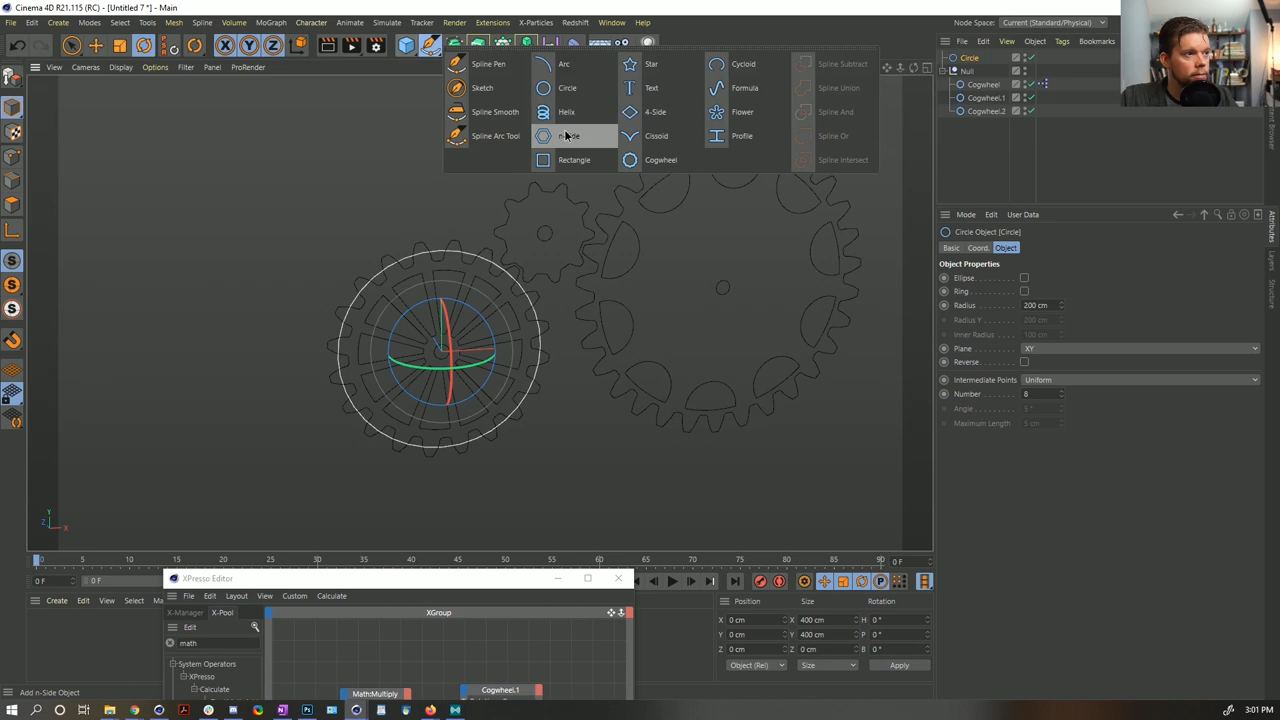 Cinema 4D R21.115 (RC) - [Untitled 7 *] - Main
File Edit Create Modes Select Tools Mesh Spline Volume MoGraph Character Animate Simulate Tracker Render Extensions X-Particles Redshift Window Help
Node Space: Current (Standard/Physical)
View Cameras Display Options Filter Panel ProRender
File Edit View Object Tags Bookmarks
Spline Pen Arc Star Cycloid Spline Subtract
Sketch Circle Text Formula Spline Union
Spline Smooth Helix 4-Side Flower Spline And
Spline Arc Tool Cissoid Profile Spline Or
Rectangle Cogwheel Spline Intersect
Circle
Null
Cogwheel
Cogwheel.1
Cogwheel.2
Content Browser
Mode Edit User Data
Circle Object [Circle]
Basic Coord. Object
Object Properties
Ellipse
Ring
Radius 200 cm
Radius Y 200 cm
Inner Radius 100 cm
Plane XY
Reverse
Intermediate Points Uniform
Number 8
Angle 5 °
Maximum Length 5 cm
Attributes
Layers
Structure
Y
Z X
0 5 10 15 20 25 30 35 40 45 50 55 60 65 70 75 80 85 90 0 F
0 F 0 F
Create Edit View Select
XPresso Editor
File Edit Layout View Custom Calculate
X-Manager X-Pool
XGroup
Edit
math
System Operators
XPresso
Calculate
Math:Multiply
Cogwheel.1
Position Size Rotation
X 0 cm X 400 cm H 0 °
Y 0 cm Y 400 cm P 0 °
Z 0 cm Z 0 cm B 0 °
Object (Rel) Size Apply
Add n-Side Object
3:01 PM